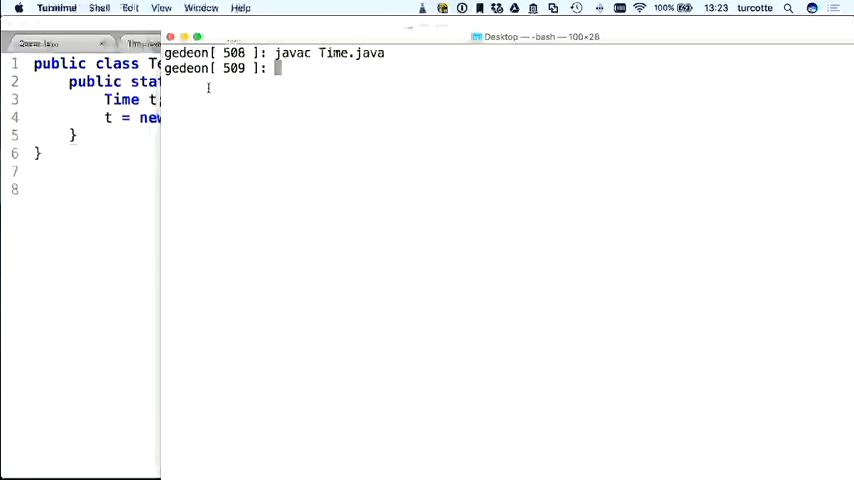 Terminal Shell Edit View Window Help 100% 13:23 turcotte
Desktop — -bash — 100×28
gedeon[ 508 ]: javac Time.java
gedeon[ 509 ]:
1 public class Te
2 public stat
3 Time t;
4 t = new
5 }
6 }
7
8